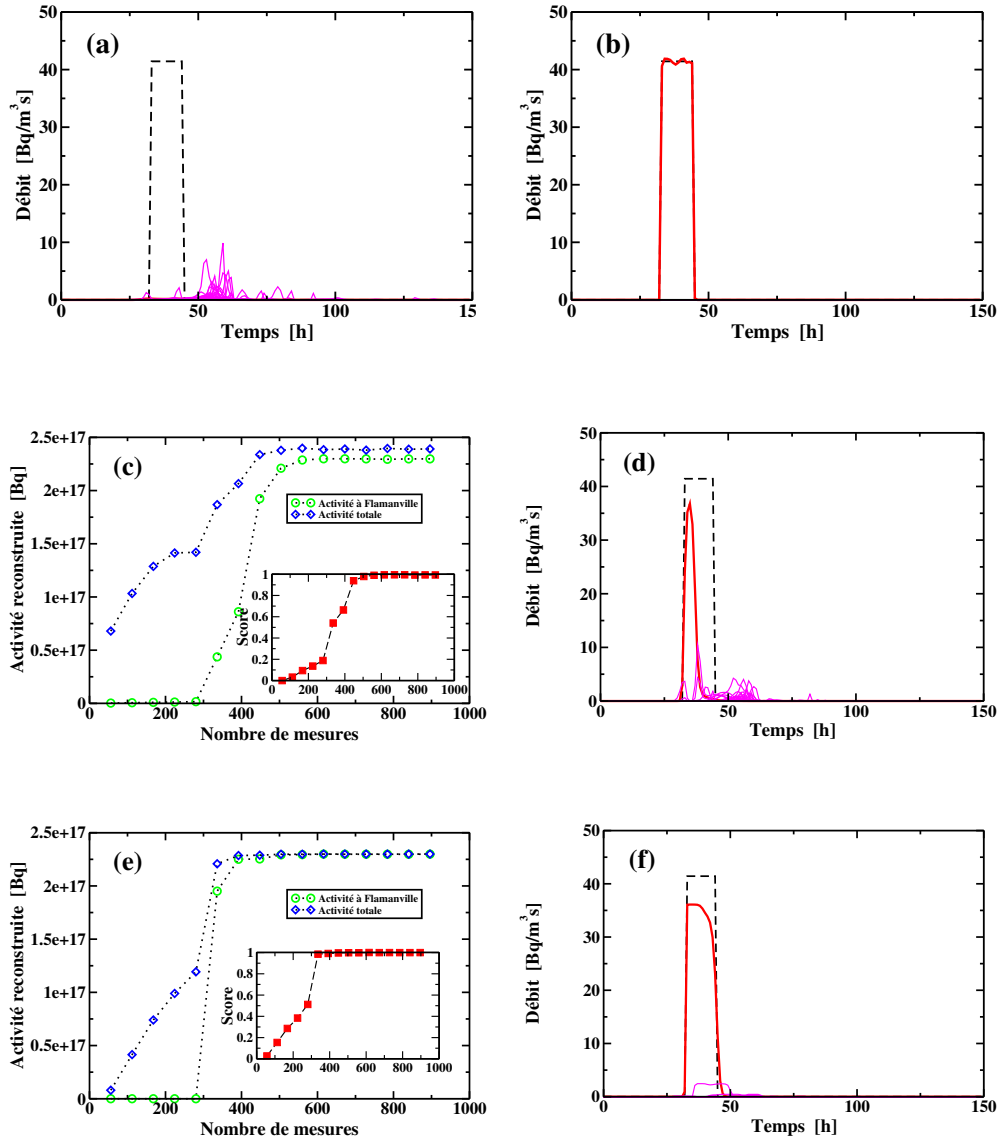 (a)
50
40
30
20
10
0
Débit [Bq/m³s]
0
50
100
15
Temps [h]
(b)
50
40
30
20
10
0
Débit [Bq/m³s]
0
50
100
150
Temps [h]
(c)
2.5e+17
2e+17
1.5e+17
1e+17
0.5e+17
0
Activité reconstruite [Bq]
Activité à Flamanville
Activité totale
1
0.8
0.6
0.4
0.2
0
Score
0 200 400 600 800 1000
0 200 400 600 800 1000
Nombre de mesures
(d)
50
40
30
20
10
0
Débit [Bq/m³s]
0
50
100
150
Temps [h]
(e)
2.5e+17
2e+17
1.5e+17
1e+17
0.5e+17
0
Activité reconstruite [Bq]
Activité à Flamanville
Activité totale
1
0.8
0.6
0.4
0.2
0
Score
0 200 400 600 800 1000
0 200 400 600 800 1000
Nombre de mesures
(f)
50
40
30
20
10
0
Débit [Bq/m³s]
0
50
100
150
Temps [h]